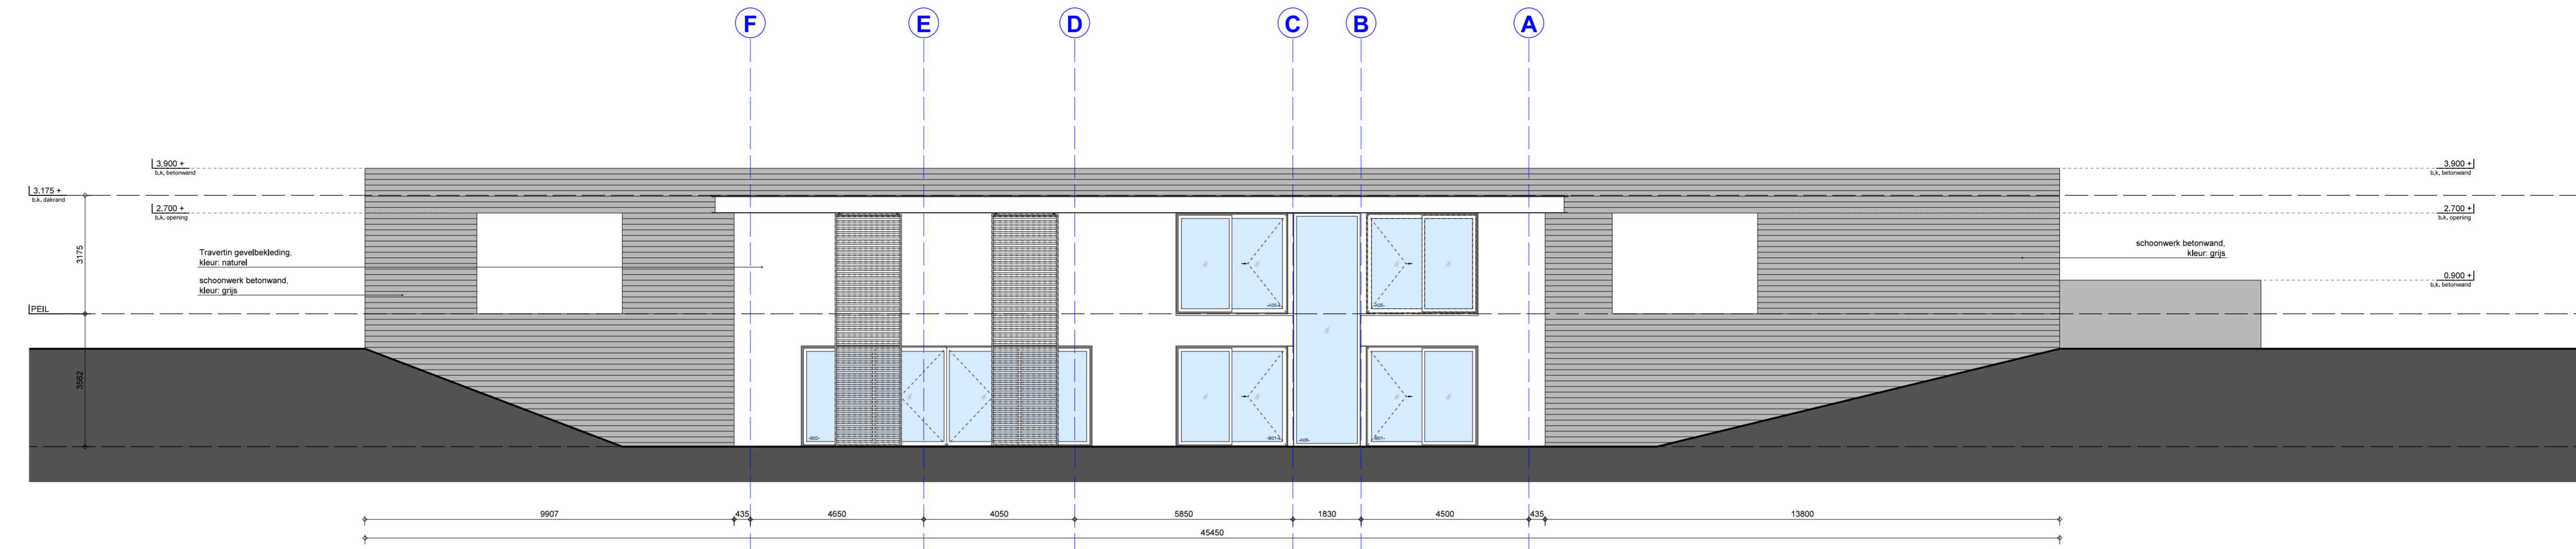 F E D C B A
3.900 +
b.k. betonwand
3.900 +
b.k. betonwand
3.175 +
b.k. dakrand
2.700 +
b.k. opening
2.700 +
b.k. opening
Travertin gevelbekleding,
kleur: naturel
schoonwerk betonwand,
kleur: grijs
schoonwerk betonwand,
kleur: grijs
0.900 +
b.k. betonwand
3175
PEIL
3562
-B02-
9907 435 4650 4050 5850 1830 4500 435 13800
45450